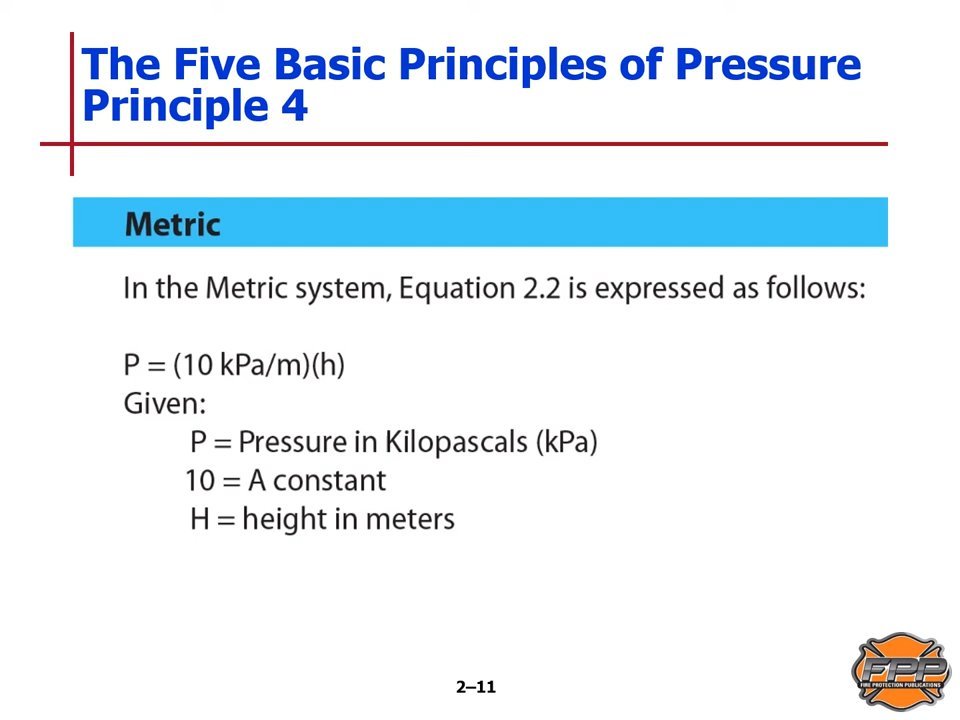 The Five Basic Principles of Pressure
Principle 4
Metric
In the Metric system, Equation 2.2 is expressed as follows:
P = (10 kPa/m)(h)
Given:
P = Pressure in Kilopascals (kPa)
10 = A constant
H = height in meters
2–11
FPP
FIRE PROTECTION PUBLICATIONS